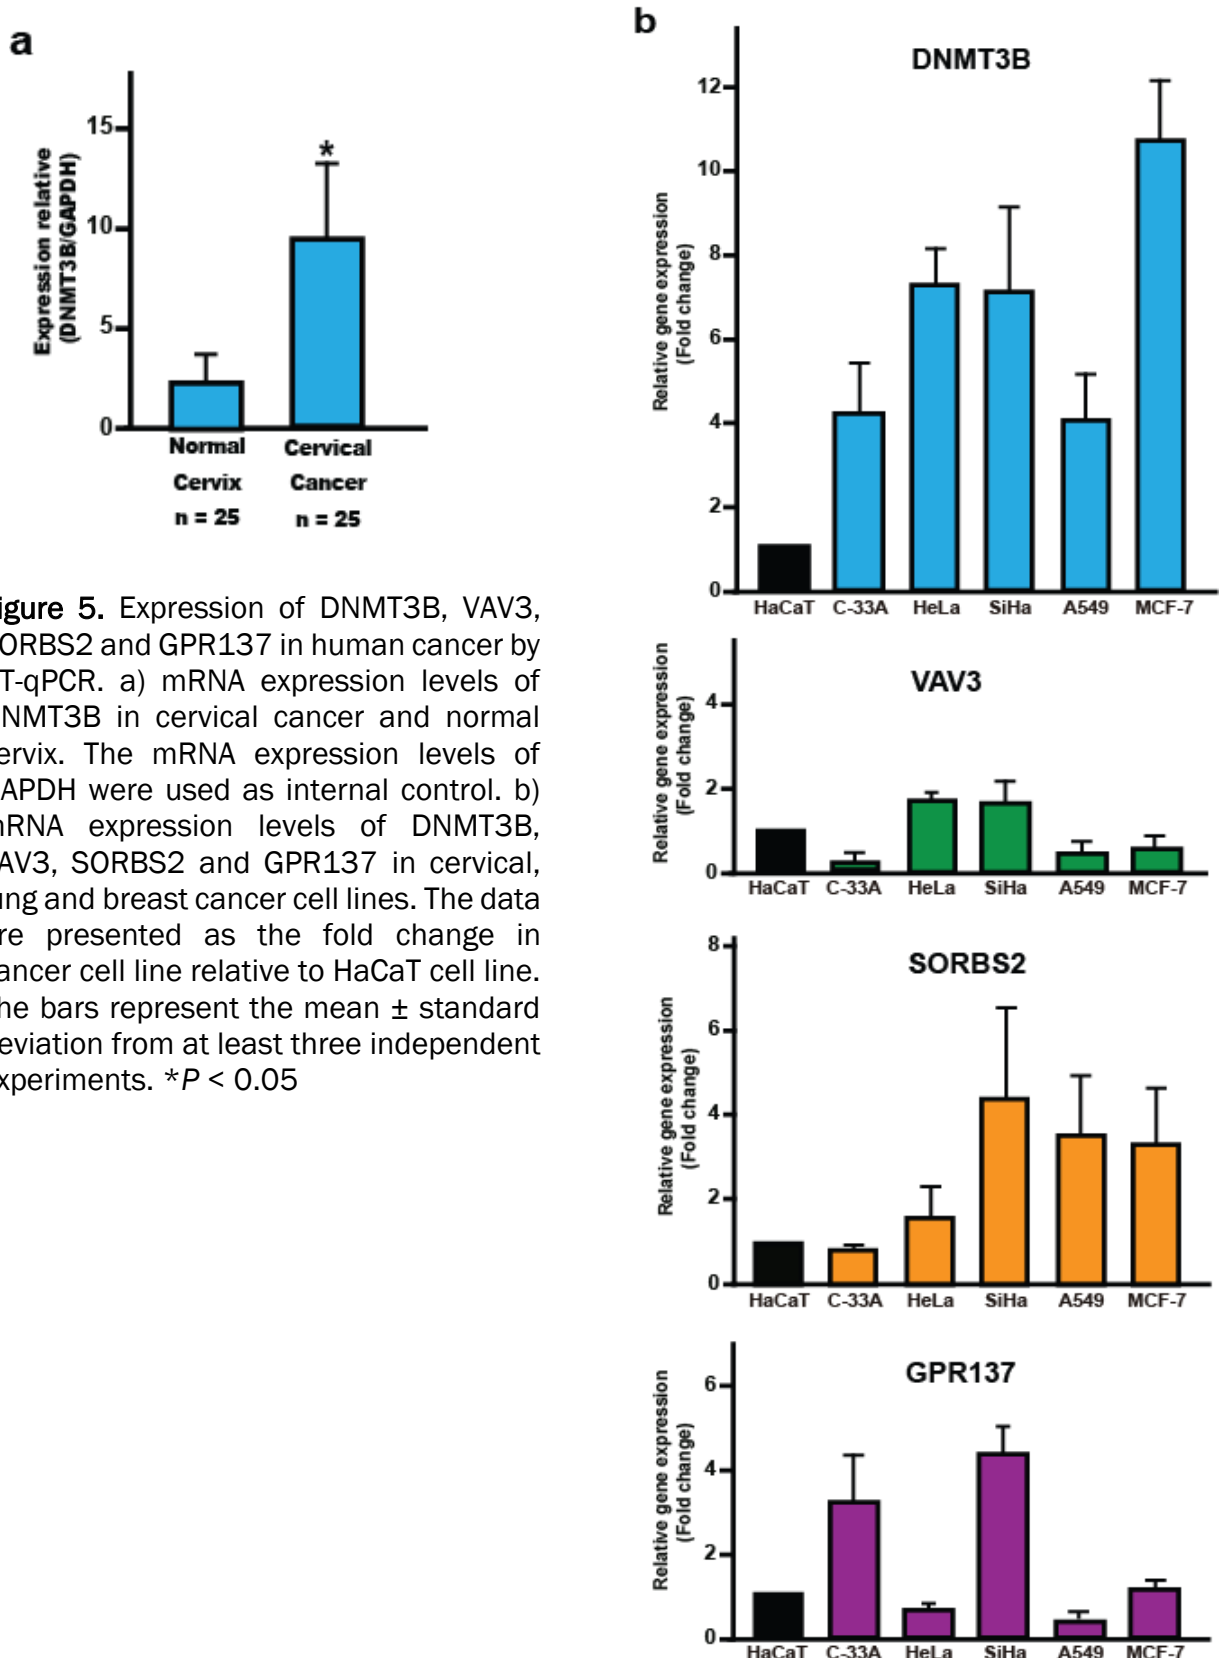 a
Expression relative
(DNMT3B/GAPDH)
15
*
10
5
0
Normal Cervix n = 25
Cervical Cancer n = 25
igure 5. Expression of DNMT3B, VAV3,
ORBS2 and GPR137 in human cancer by
T-qPCR. a) mRNA expression levels of
NMT3B in cervical cancer and normal
ervix. The mRNA expression levels of
APDH were used as internal control. b)
mRNA expression levels of DNMT3B,
AV3, SORBS2 and GPR137 in cervical,
ung and breast cancer cell lines. The data
re presented as the fold change in
ancer cell line relative to HaCaT cell line.
he bars represent the mean ± standard
eviation from at least three independent
xperiments. *P < 0.05
b
DNMT3B
Relative gene expression
(Fold change)
12
10
8
6
4
2
0
HaCaT C-33A HeLa SiHa A549 MCF-7
VAV3
Relative gene expression
(Fold change)
4
2
0
HaCaT C-33A HeLa SiHa A549 MCF-7
SORBS2
Relative gene expression
(Fold change)
8
6
4
2
0
HaCaT C-33A HeLa SiHa A549 MCF-7
GPR137
Relative gene expression
(Fold change)
6
4
2
0
HaCaT C-33A HeLa SiHa A549 MCF-7